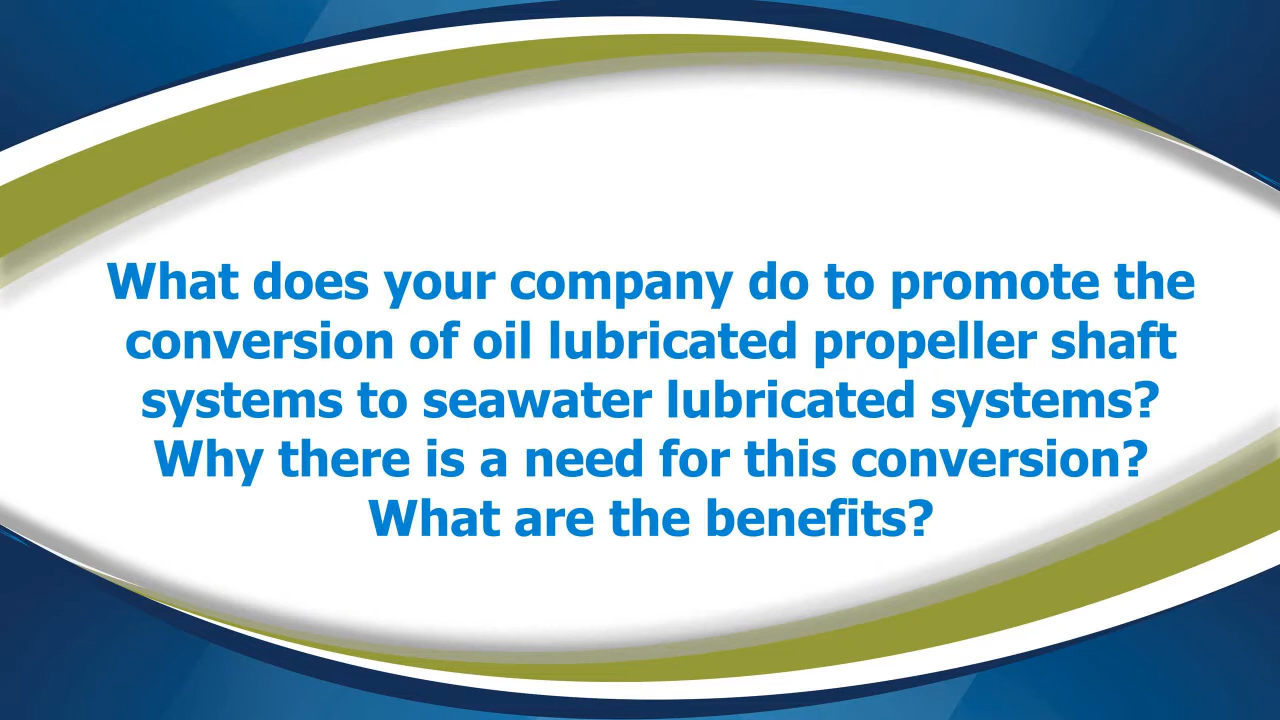 What does your company do to promote the
conversion of oil lubricated propeller shaft
systems to seawater lubricated systems?
Why there is a need for this conversion?
What are the benefits?